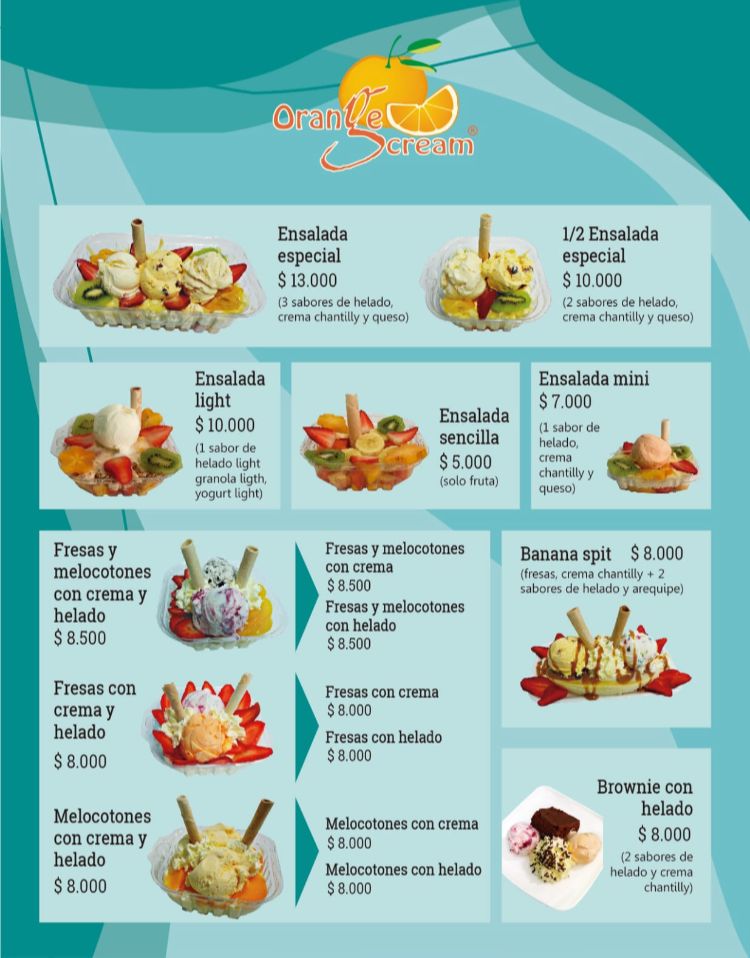 Orange
Scream®
Ensalada
especial
$ 13.000
(3 sabores de helado,
crema chantilly y queso)
1/2 Ensalada
especial
$ 10.000
(2 sabores de helado,
crema chantilly y queso)
Ensalada
light
$ 10.000
(1 sabor de
helado light
granola ligth,
yogurt light)
Ensalada
sencilla
$ 5.000
(solo fruta)
Ensalada mini
$ 7.000
(1 sabor de
helado,
crema
chantilly y
queso)
Fresas y
melocotones
con crema y
helado
$ 8.500
Fresas y melocotones
con crema
$ 8.500
Fresas y melocotones
con helado
$ 8.500
Fresas con
crema y
helado
$ 8.000
Fresas con crema
$ 8.000
Fresas con helado
$ 8.000
Melocotones
con crema y
helado
$ 8.000
Melocotones con crema
$ 8.000
Melocotones con helado
$ 8.000
Banana spit $ 8.000
(fresas, crema chantilly + 2
sabores de helado y arequipe)
Brownie con
helado
$ 8.000
(2 sabores de
helado y crema
chantilly)